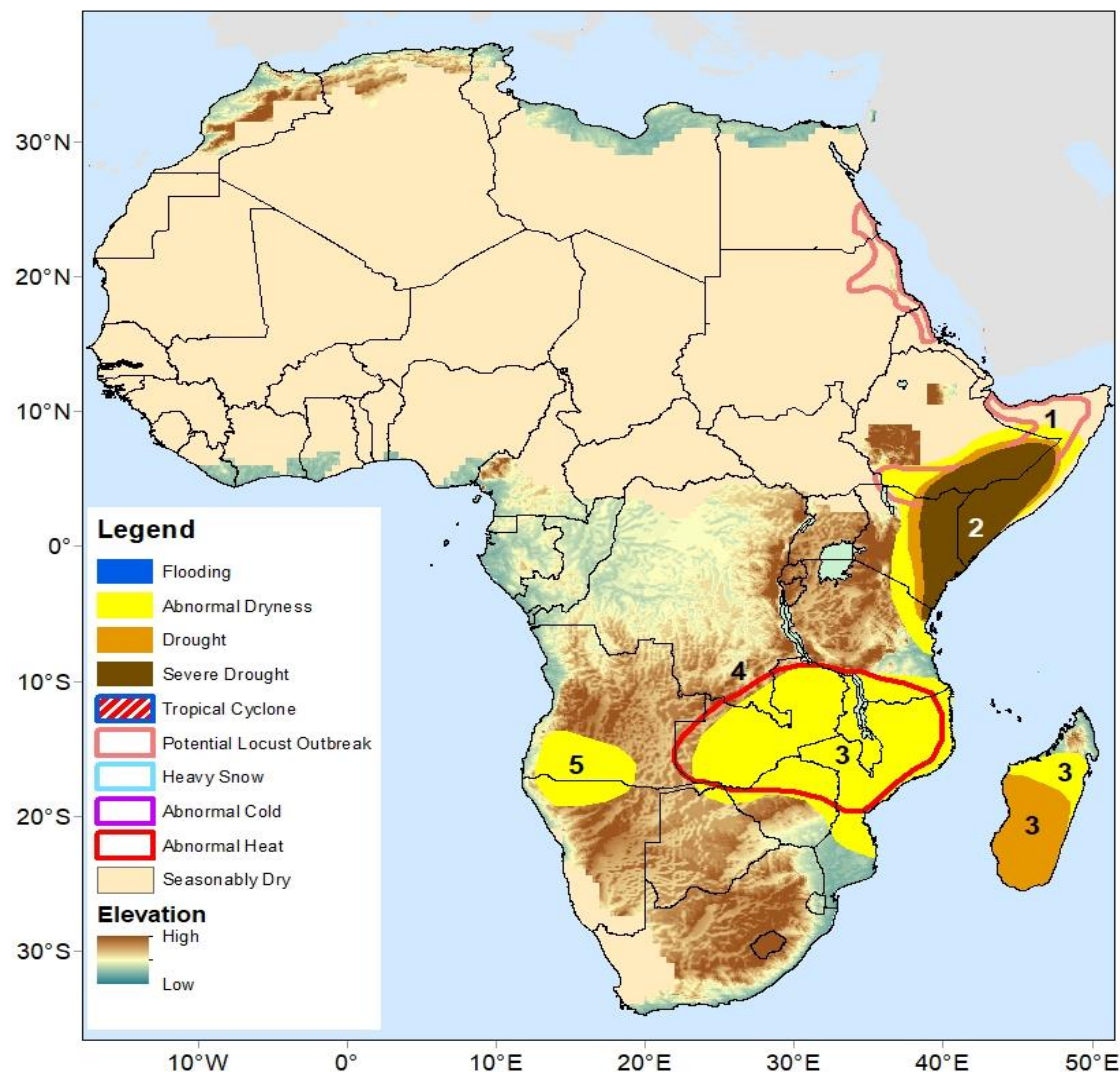 30°N
20°N
10°N
0°
10°S
20°S
30°S
1
2
4
3
5
3
3
Legend
Flooding
Abnormal Dryness
Drought
Severe Drought
Tropical Cyclone
Potential Locust Outbreak
Heavy Snow
Abnormal Cold
Abnormal Heat
Seasonably Dry
Elevation
High
Low
10°W
0°
10°E
20°E
30°E
40°E
50°E